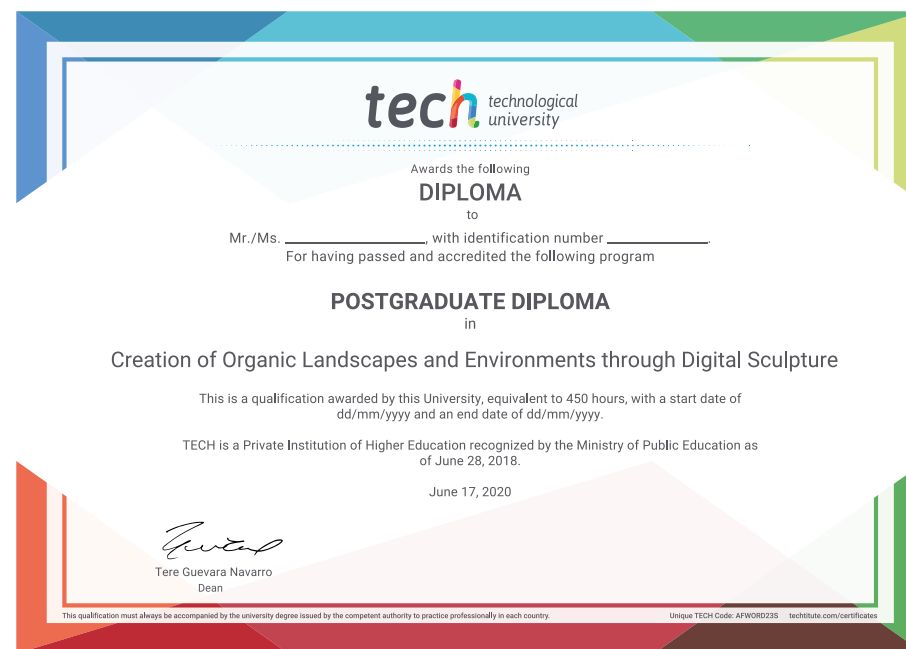 tech technological
university
Awards the following
DIPLOMA
to
Mr./Ms. ____________, with identification number ____________.
For having passed and accredited the following program
POSTGRADUATE DIPLOMA
in
Creation of Organic Landscapes and Environments through Digital Sculpture
This is a qualification awarded by this University, equivalent to 450 hours, with a start date of
dd/mm/yyyy and an end date of dd/mm/yyyy.
TECH is a Private Institution of Higher Education recognized by the Ministry of Public Education as
of June 28, 2018.
June 17, 2020
Tere Guevara Navarro
Dean
This qualification must always be accompanied by the university degree issued by the competent authority to practice professionally in each country. Unique TECH Code: AFWORD23S techtitute.com/certificates